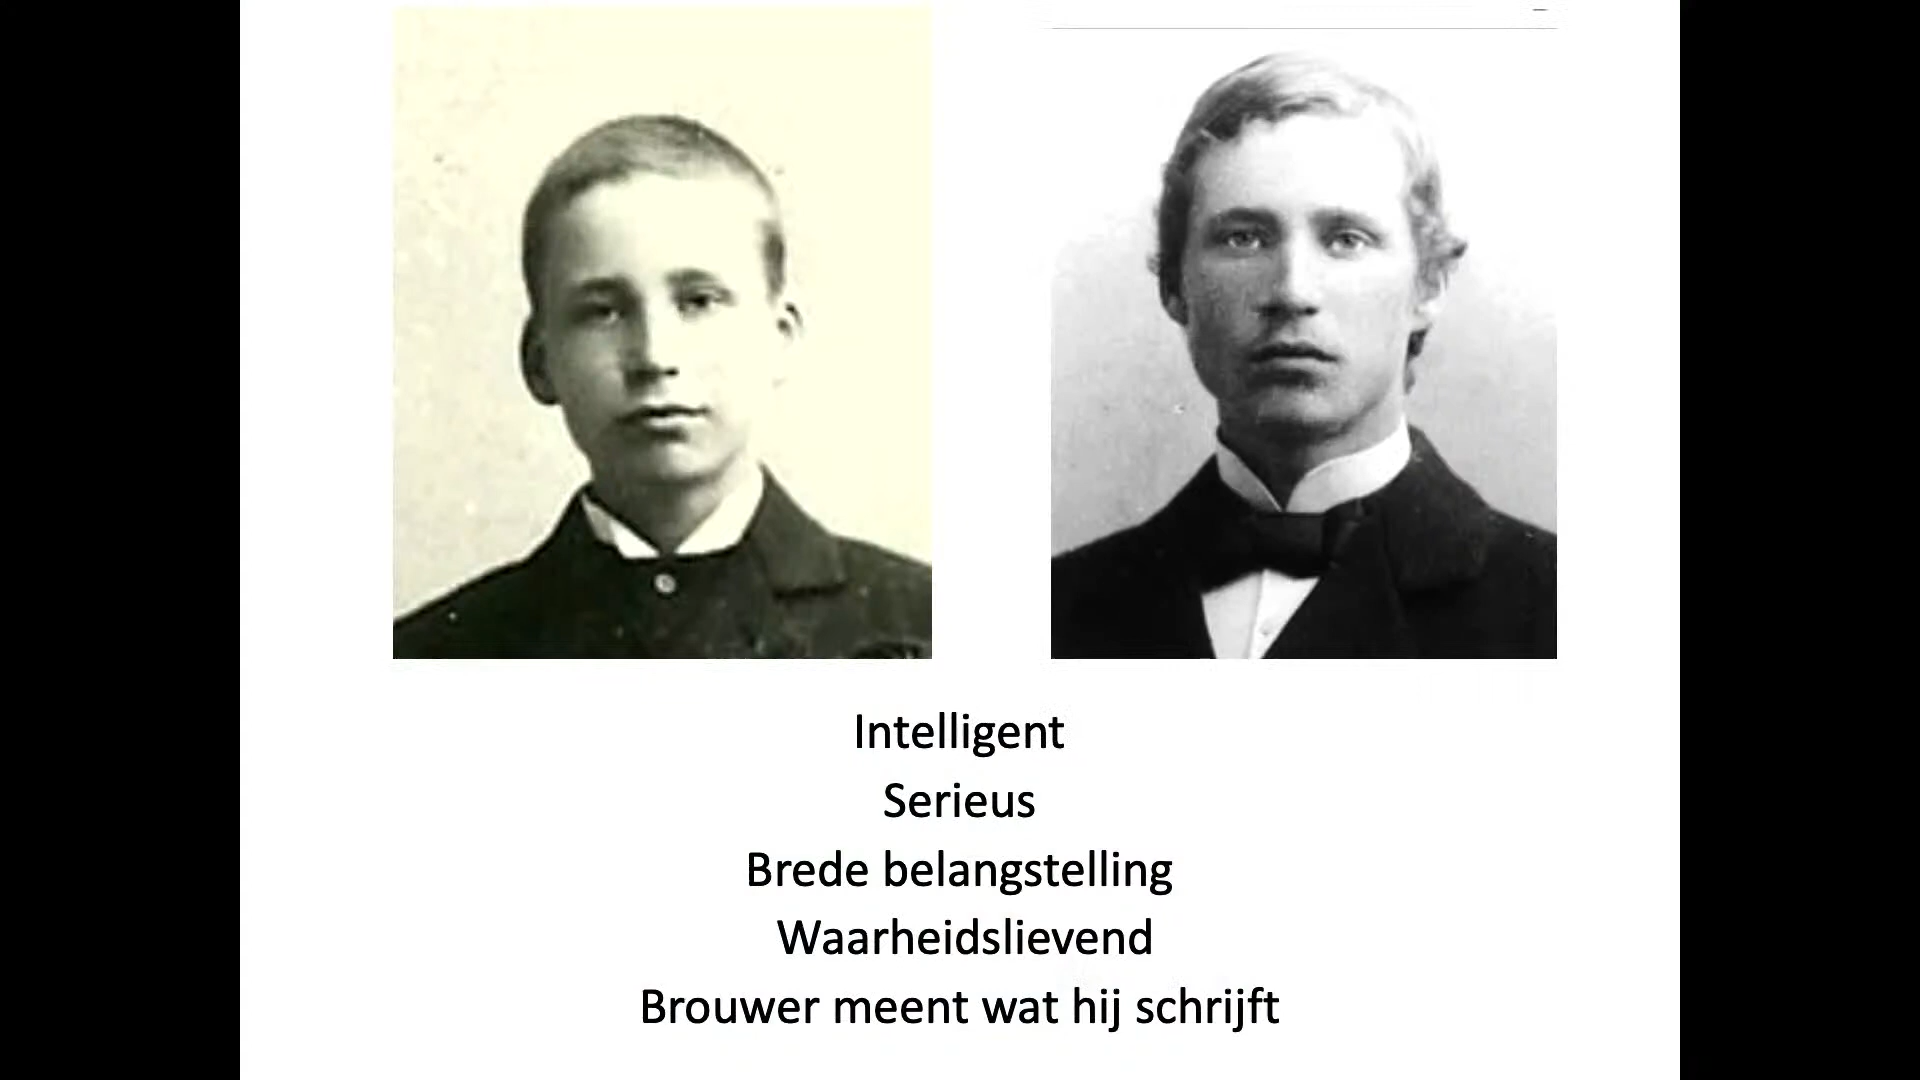 Intelligent
Serieus
Brede belangstelling
Waarheidslievend
Brouwer meent wat hij schrijft